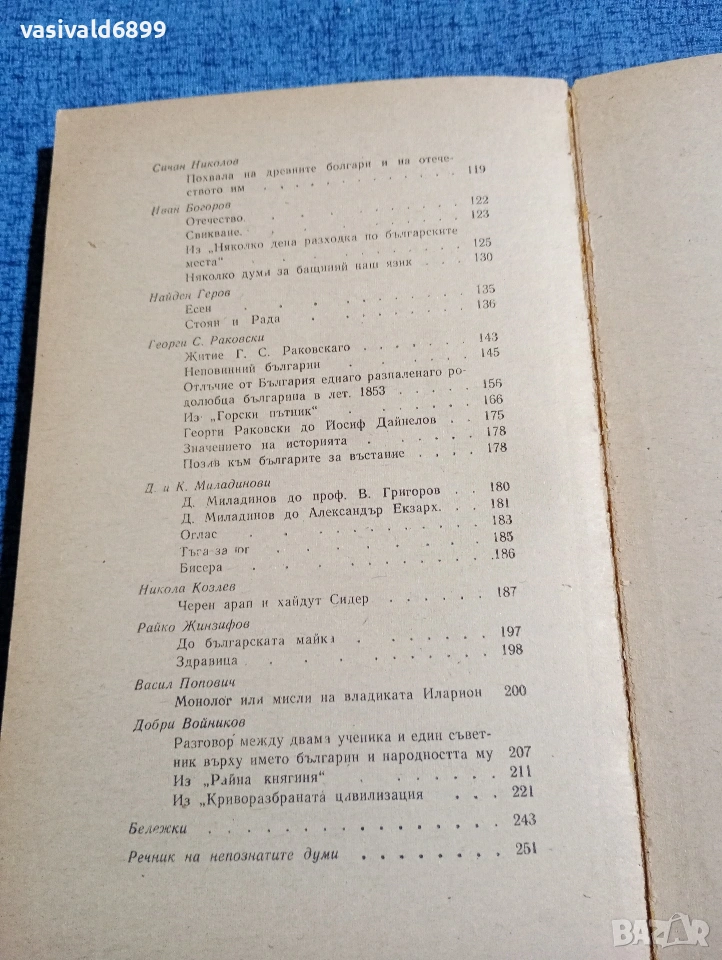 vasivald6899
Сичан Николов
Похвала на древните болгари и на отече-
ството им . . . . . . . . . . . . 119
Иван Богоров
Отечество. . . . . . . . . . . 122
Свикване. . . . . . . . . . . 123
Из „Няколко дена разходка по българските
места“ . . . . . . . . . . . 125
Няколко думи за бащиний наш язик . . . 130
Найден Геров
Есен . . . . . . . . . . . 135
Стоян и Рада . . . . . . . . . 136
Георги С. Раковски
Житие Г. С. Раковскаго . . . . . . 143
Неповинний българин . . . . . . 145
Отлъчие от България еднаго разпаленаго ро-
долюбца българина в лет. 1853 . . . . 156
Из „Горски пътник“ . . . . . . . 166
Георги Раковски до Йосиф Дайнелов . . 175
Значението на историята . . . . . . 178
Позив към българите за въстание . . . . 178
Д. и К. Миладинови
Д. Миладинов до проф. В. Григоров . . 180
Д. Миладинов до Александър Екзарх. . . 181
Оглас . . . . . . . . . . . 183
Тъга за юг . . . . . . . . . . 185
Бисера . . . . . . . . . . . 186
Никола Козлев
Черен арап и хайдут Сидер . . . . . 187
Райко Жинзифов
До българската майка . . . . . . 197
Здравица . . . . . . . . . . 198
Васил Попович
Монолог или мисли на владиката Иларион 200
Добри Войников
Разговор между двама ученика и един съвет-
ник върху името българин и народността му 207
Из „Райна княгиня“ . . . . . . . 211
Из „Криворазбраната цивилизация . . . 221
Бележки . . . . . . . . . . . 243
Речник на непознатите думи . . . . . . . 251
BAZAR